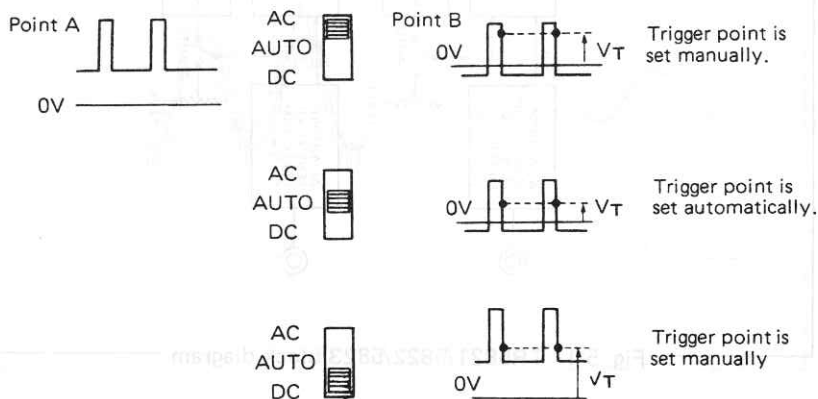 Point A
0V
AC
AUTO
DC
Point B
0V
VT
Trigger point is
set manually.
AC
AUTO
DC
0V
VT
Trigger point is
set automatically.
AC
AUTO
DC
0V
VT
Trigger point is
set manually